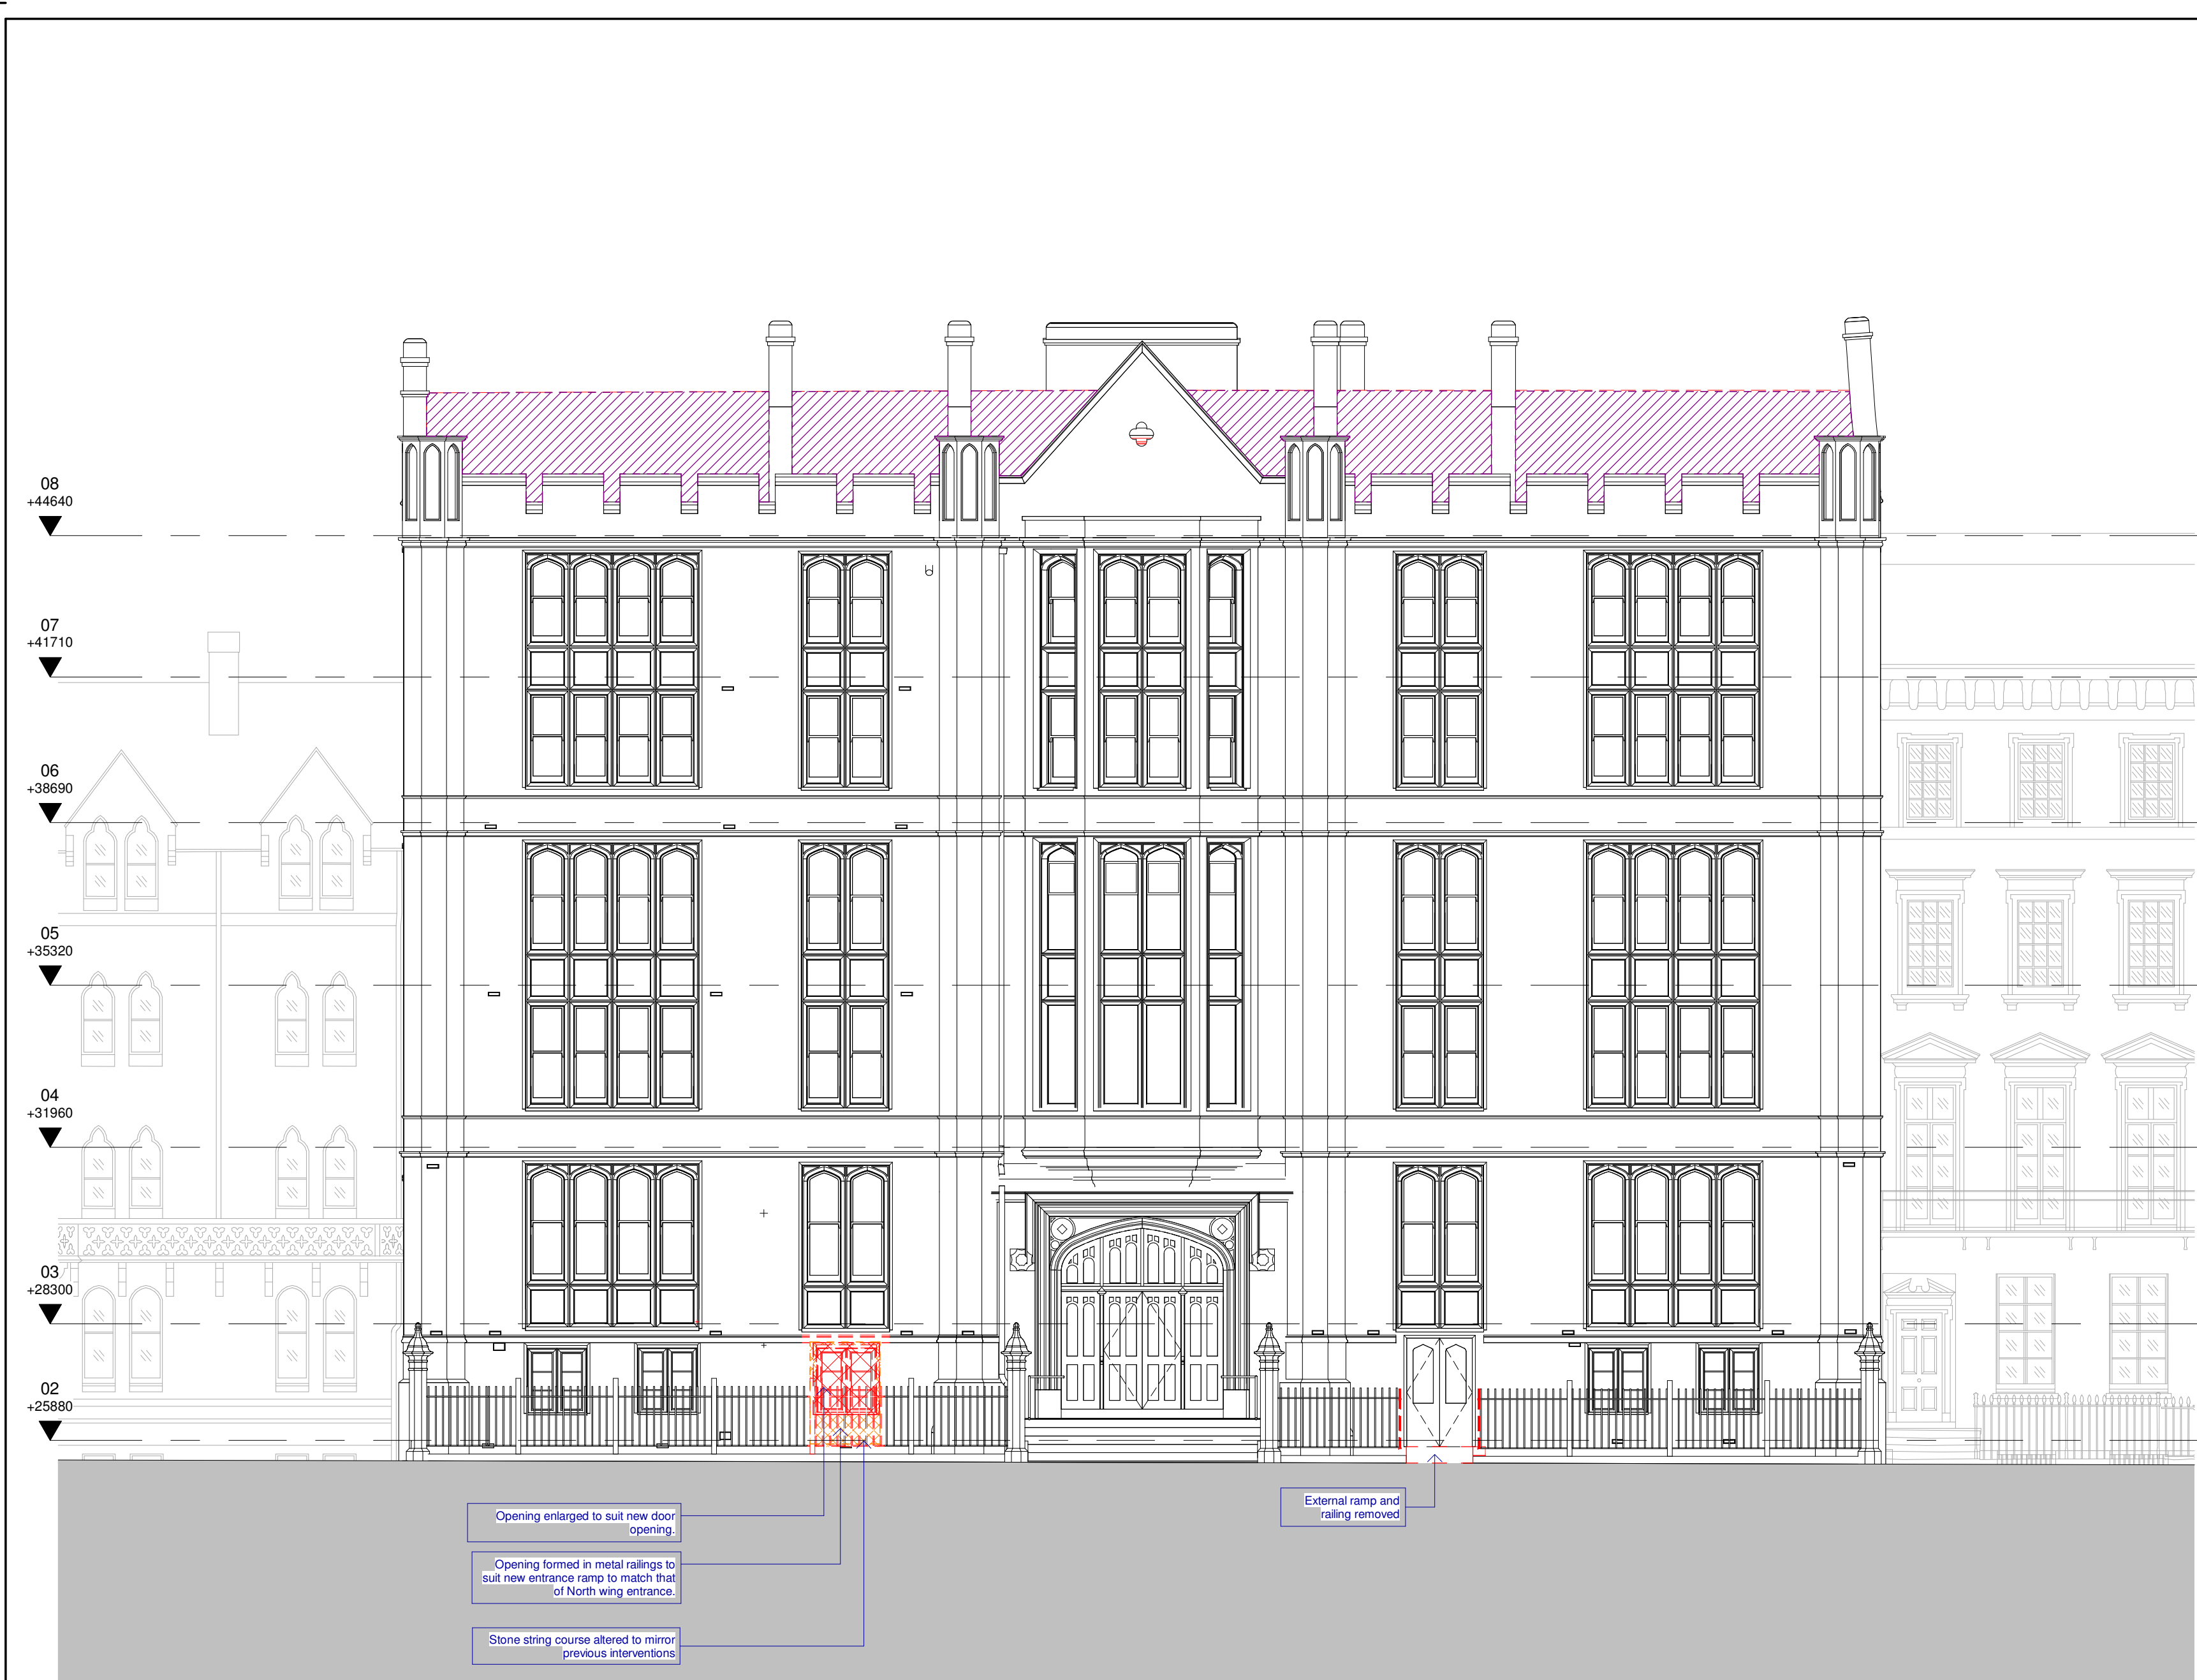 08
+44640
07
+41710
06
+38690
05
+35320
04
+31960
03
+28300
02
+25880
Opening enlarged to suit new door
opening.
Opening formed in metal railings to
suit new entrance ramp to match that
of North wing entrance.
Stone string course altered to mirror
previous interventions
External ramp and
railing removed